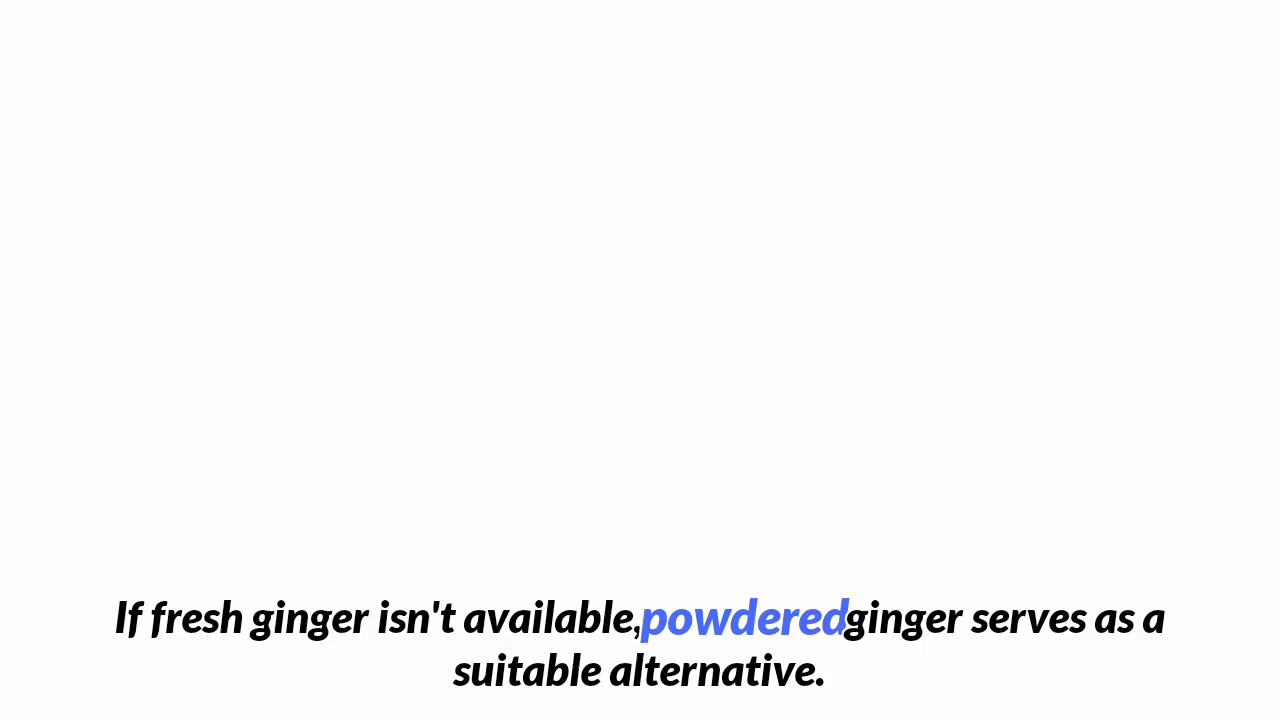 If fresh ginger isn't available, powdered ginger serves as a
suitable alternative.